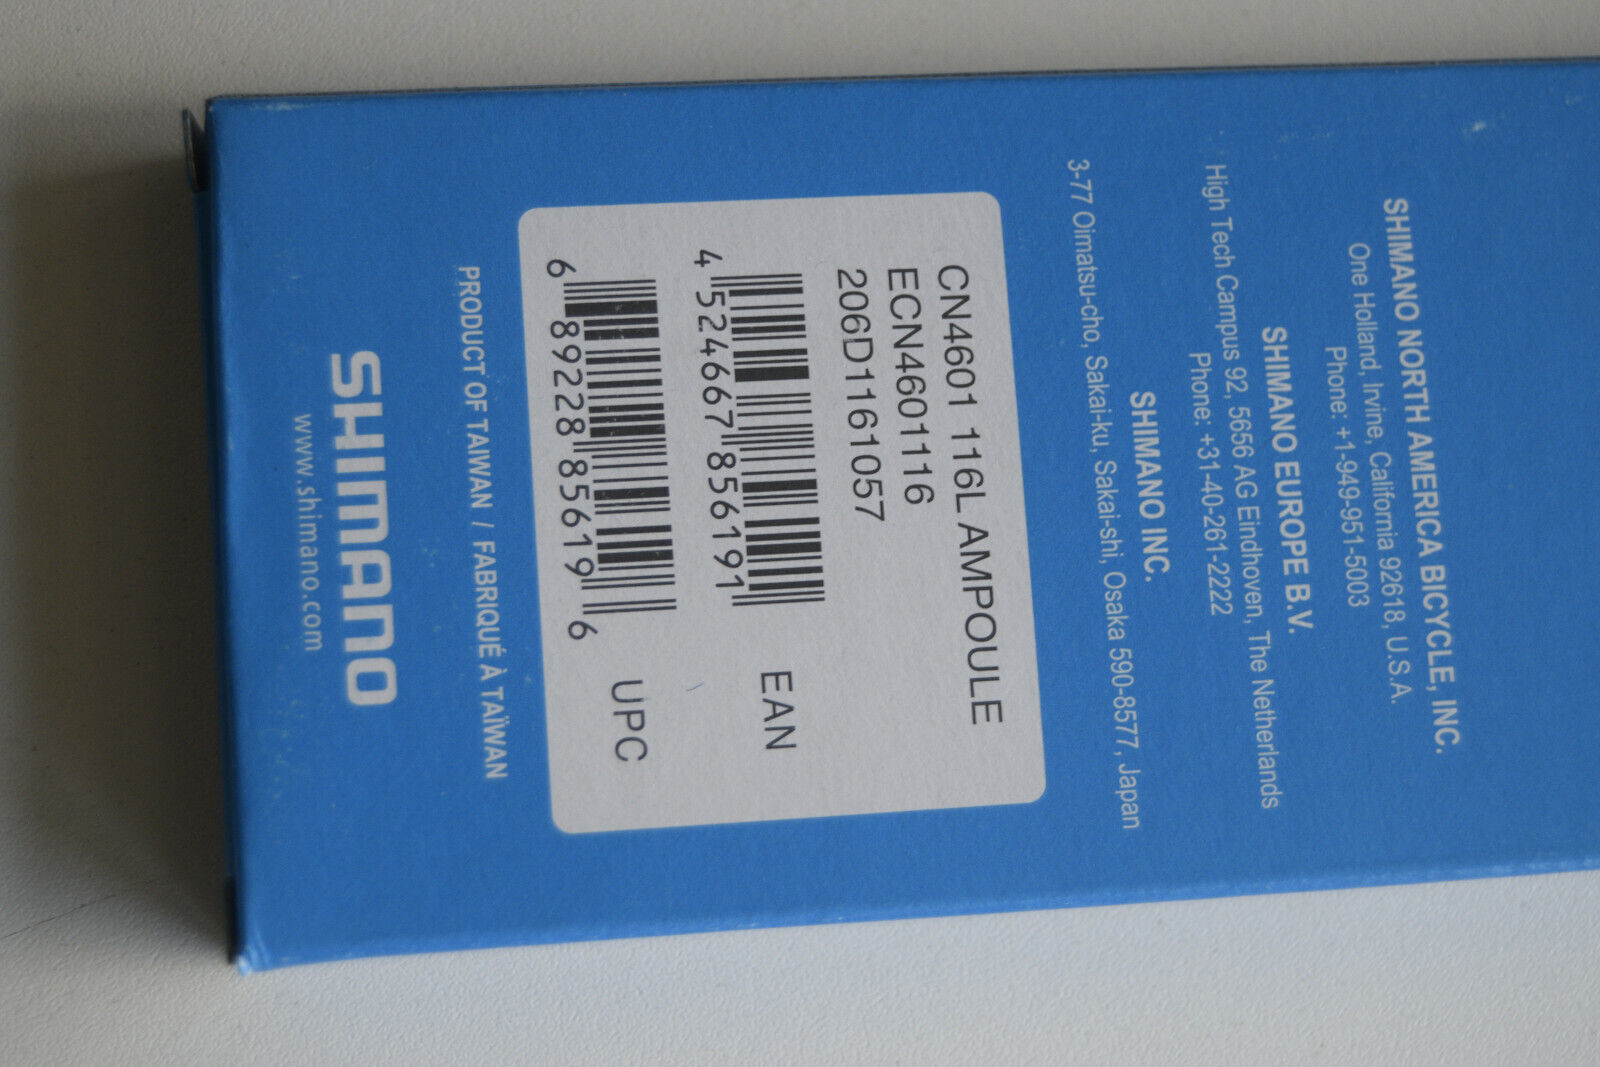 SHIMANO NORTH AMERICA BICYCLE, INC.
One Holland, Irvine, California 92618, U.S.A.
Phone: +1-949-951-5003
SHIMANO EUROPE B.V.
High Tech Campus 92, 5656 AG Eindhoven, The Netherlands
Phone: +31-40-261-2222
SHIMANO INC.
3-77 Oimatsu-cho, Sakai-ku, Sakai-shi, Osaka 590-8577, Japan
CN4601 116L AMPOULE
ECN4601116
206D1161057
4 524667 856191 EAN
6 89228 85619 6 UPC
PRODUCT OF TAIWAN / FABRIQUÉ À TAÏWAN
SHIMANO
www.shimano.com